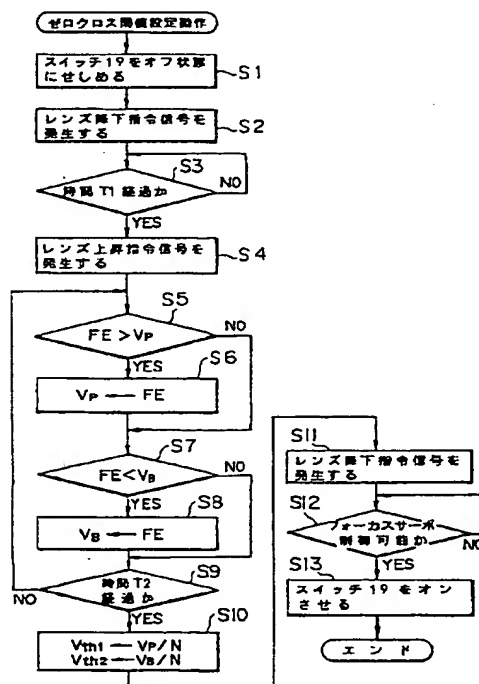 ゼロクロス閾値設定動作
スイッチ19をオフ状態
にせしめる
S1
レンズ降下指令信号を
発生する
S2
S3
時間 T1 経過か
NO
YES
レンズ上昇指令信号を
発生する
S4
S5
FE>VP
NO
YES
S6
VP ← FE
S7
FE<VB
NO
YES
S8
VB ← FE
S9
時間 T2
経過か
NO
YES
S10
Vth1 ← VP/N
Vth2 ← VB/N
S11
レンズ降下指令信号を
発生する
S12
フォーカスサーボ
制御可能か
NO
YES
S13
スイッチ19をオン
させる
エンド